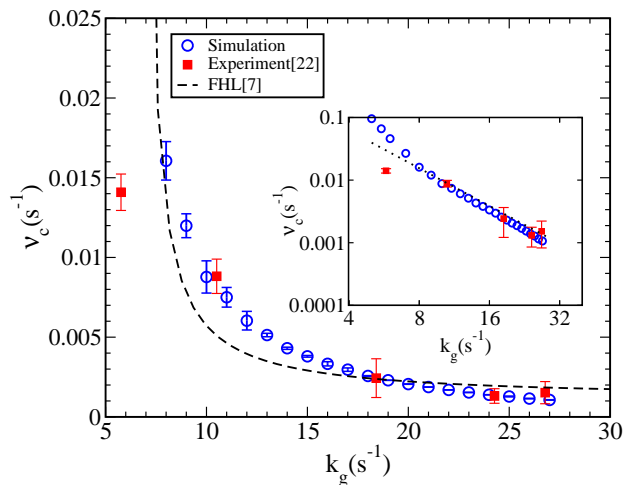 0.025
0.02
0.015
0.01
0.005
0
ν_c(s^-1)
5 10 15 20 25 30
k_g(s^-1)
Simulation
Experiment[22]
FHL[7]
0.1
0.01
0.001
0.0001
ν_c(s^-1)
4 8 16 32
k_g(s^-1)